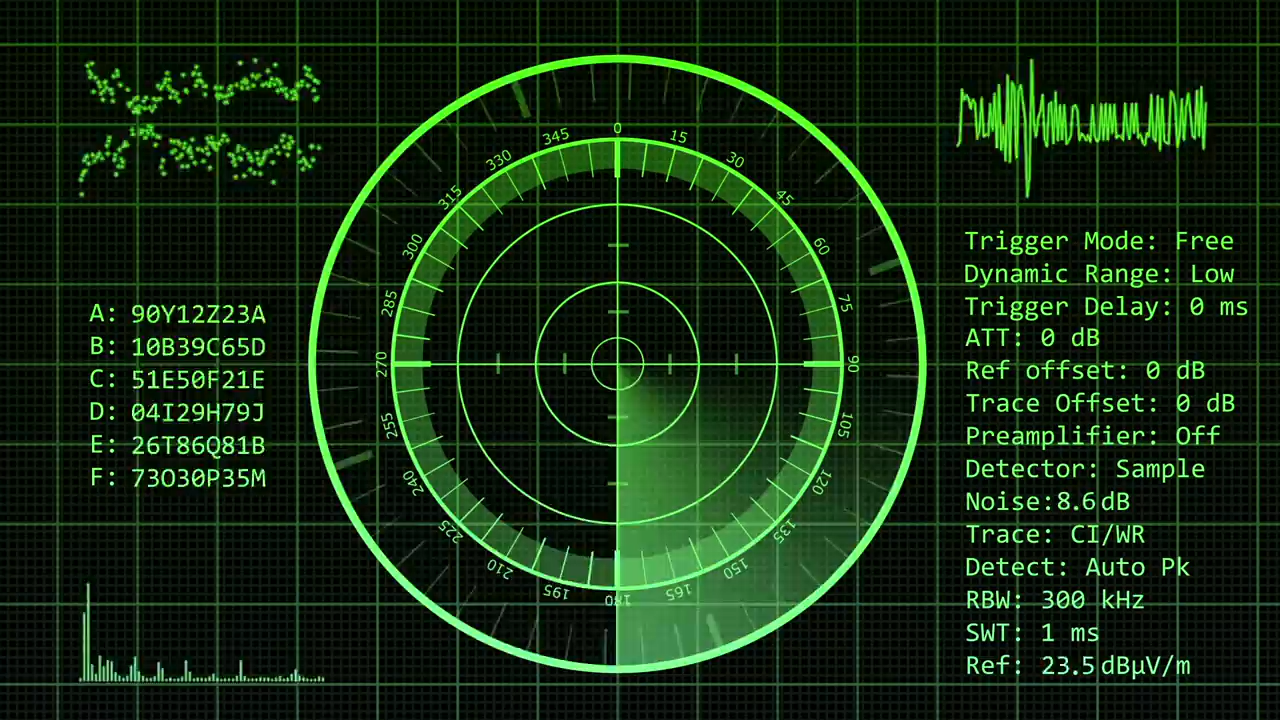 A: 90Y12Z23A
B: 10B39C65D
C: 51E50F21E
D: 04I29H79J
E: 26T86Q81B
F: 73O30P35M
0
15
30
45
60
75
90
105
120
135
150
165
180
195
210
225
240
255
270
285
300
315
330
345
Trigger Mode: Free
Dynamic Range: Low
Trigger Delay: 0 ms
ATT: 0 dB
Ref offset: 0 dB
Trace Offset: 0 dB
Preamplifier: Off
Detector: Sample
Noise:8.6dB
Trace: CI/WR
Detect: Auto Pk
RBW: 300 kHz
SWT: 1 ms
Ref: 23.5dBµV/m